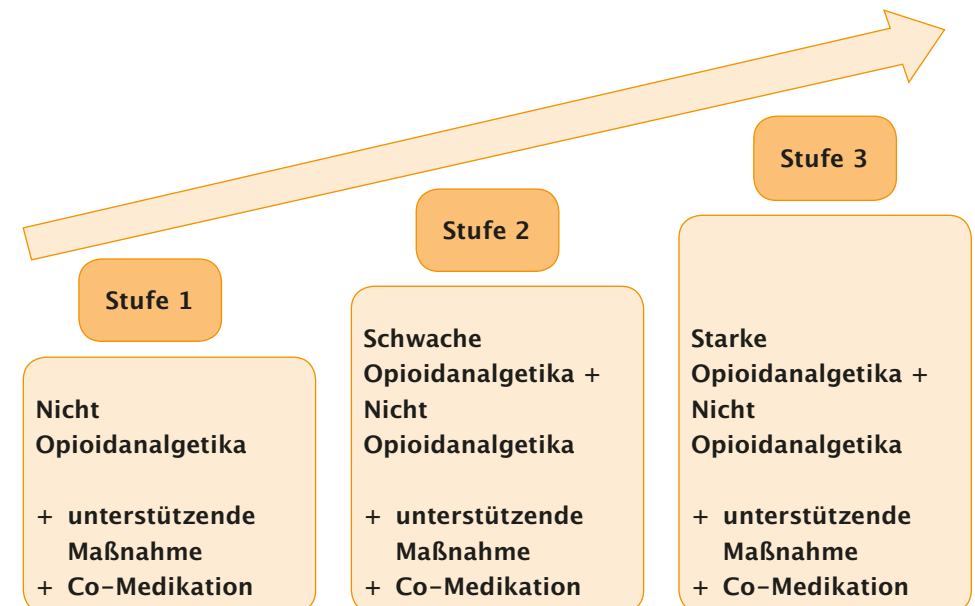 Stufe 1
Nicht
Opioidanalgetika
+ unterstützende
Maßnahme
+ Co-Medikation
Stufe 2
Schwache
Opioidanalgetika +
Nicht
Opioidanalgetika
+ unterstützende
Maßnahme
+ Co-Medikation
Stufe 3
Starke
Opioidanalgetika +
Nicht
Opioidanalgetika
+ unterstützende
Maßnahme
+ Co-Medikation